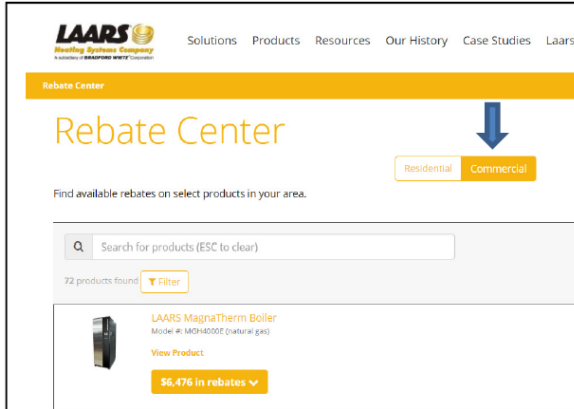 LAARS
Heating Systems Company
A subsidiary of BRADFORD WHITE Corporation
Solutions Products Resources Our History Case Studies Laars
Rebate Center
Rebate Center
Residential Commercial
Find available rebates on select products in your area.
Search for products (ESC to clear)
72 products found Filter
LAARS MagnaTherm Boiler
Model #: MGH4000E (natural gas)
View Product
$6,476 in rebates